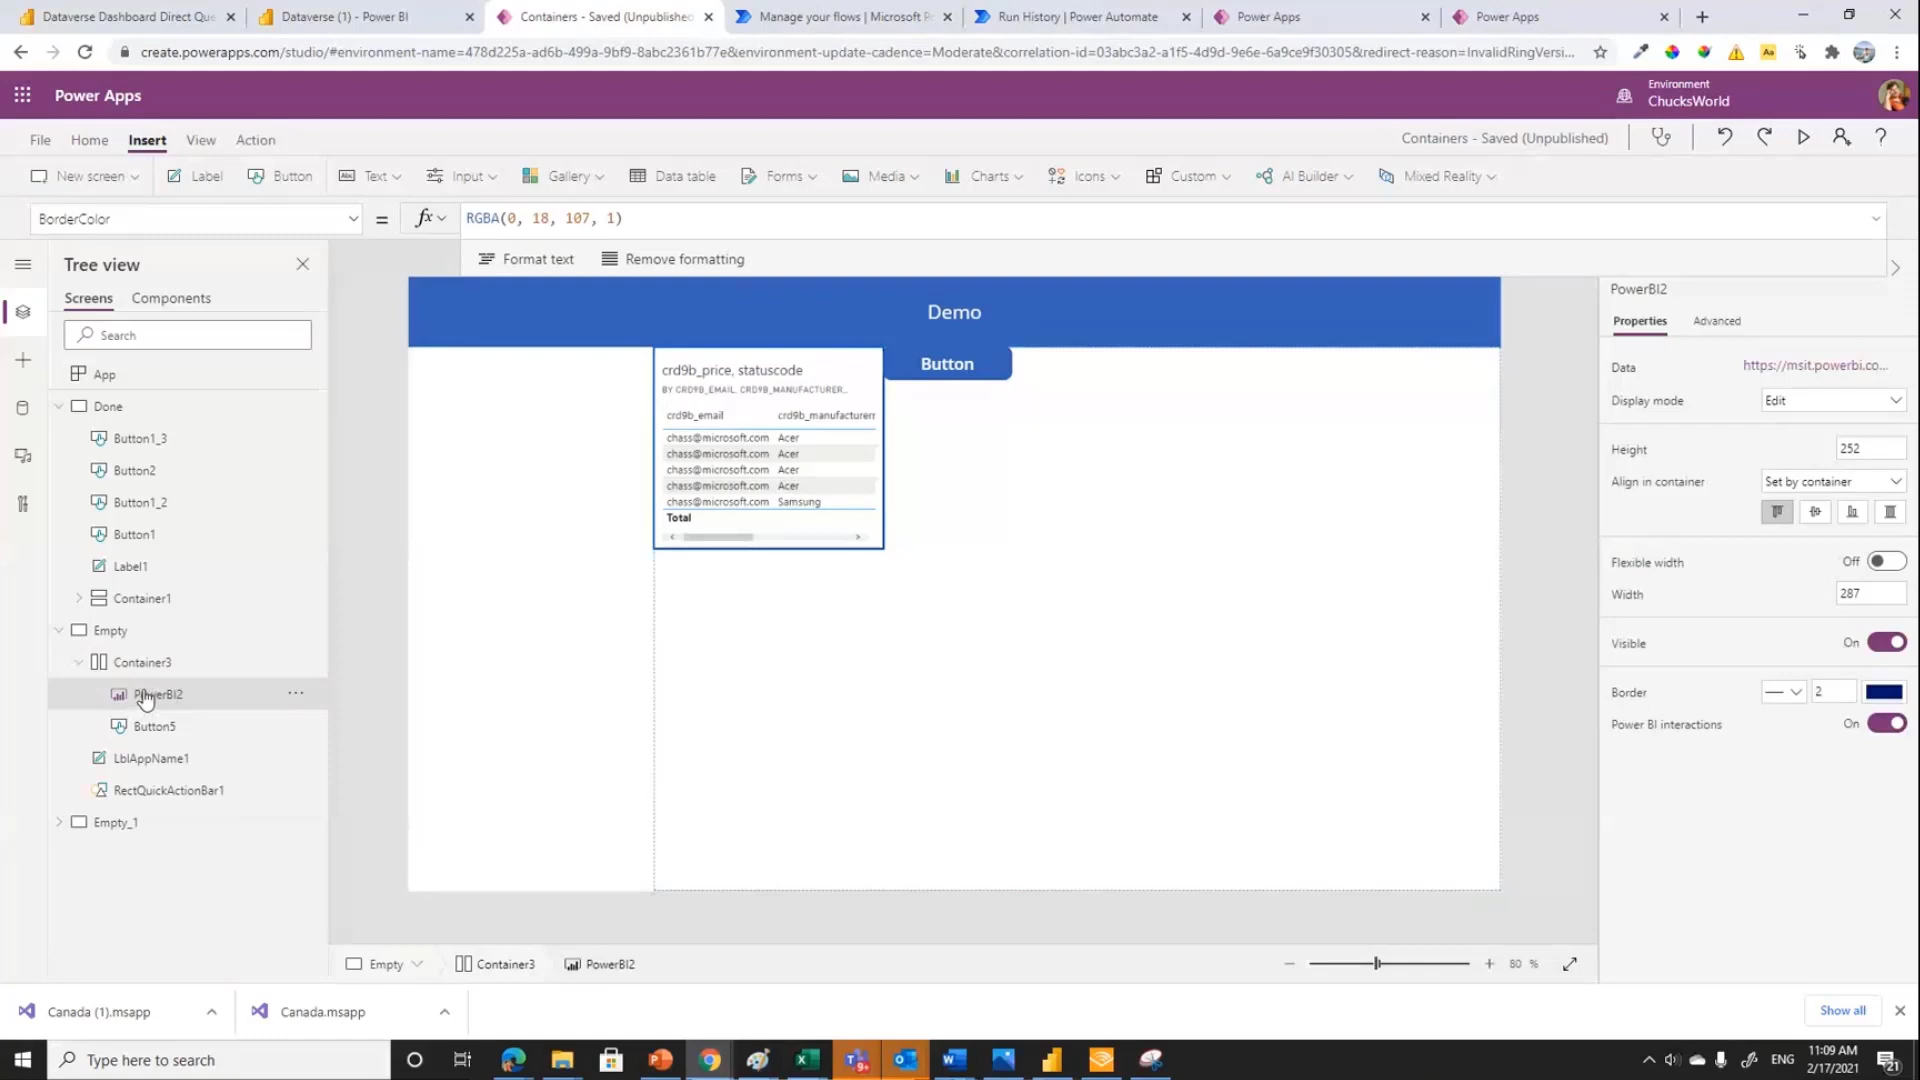 Dataverse Dashboard Direct Que
Dataverse (1) - Power BI
Containers - Saved (Unpublished
Manage your flows | Microsoft P
Run History | Power Automate
Power Apps
Power Apps
create.powerapps.com/studio/#environment-name=478d225a-ad6b-499a-9bf9-8abc2361b77e&environment-update-cadence=Moderate&correlation-id=03abc3a2-a1f5-4d9d-9e6e-6a9ce9f30305&redirect-reason=InvalidRingVersi...
Power Apps
Environment
ChucksWorld
File Home Insert View Action
Containers - Saved (Unpublished)
New screen Label Button Text Input Gallery Data table Forms Media Charts Icons Custom AI Builder Mixed Reality
BorderColor = fx RGBA(0, 18, 107, 1)
Format text Remove formatting
Tree view
Screens Components
Search
App
Done
Button1_3
Button2
Button1_2
Button1
Label1
Container1
Empty
Container3
PowerBI2 ...
Button5
LblAppName1
RectQuickActionBar1
Empty_1
Demo
Button
crd9b_price, statuscode
BY CRD9B_EMAIL, CRD9B_MANUFACTURER...
crd9b_email crd9b_manufacturerr
chass@microsoft.com Acer
chass@microsoft.com Acer
chass@microsoft.com Acer
chass@microsoft.com Acer
chass@microsoft.com Samsung
Total
PowerBI2
Properties Advanced
Data https://msit.powerbi.co...
Display mode Edit
Height 252
Align in container Set by container
Flexible width Off
Width 287
Visible On
Border 2
Power BI interactions On
Empty Container3 PowerBI2
80 %
Canada (1).msapp
Canada.msapp
Show all
Type here to search
9+
ENG
11:09 AM
2/17/2021
21